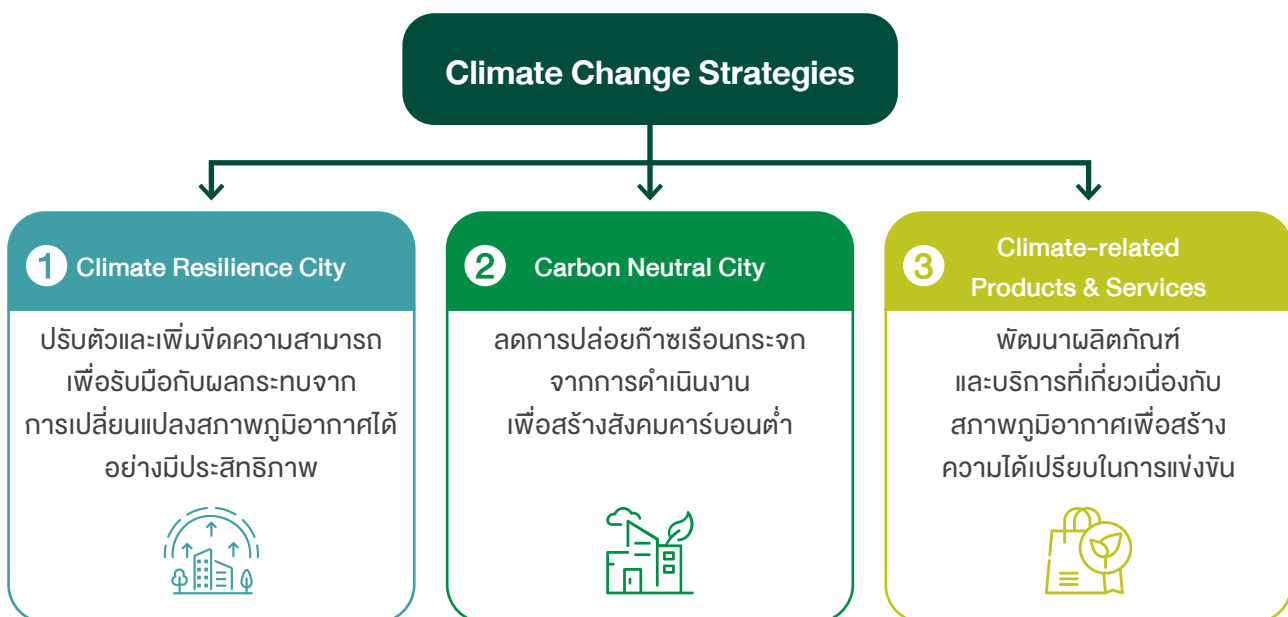 Climate Change Strategies
1 Climate Resilience City
ปรับตัวและเพิ่มขีดความสามารถ
เพื่อรับมือกับผลกระทบจาก
การเปลี่ยนแปลงสภาพภูมิอากาศได้
อย่างมีประสิทธิภาพ
2 Carbon Neutral City
ลดการปล่อยก๊าซเรือนกระจก
จากการดำเนินงาน
เพื่อสร้างสังคมคาร์บอนต่ำ
3 Climate-related
Products & Services
พัฒนาผลิตภัณฑ์
และบริการที่เกี่ยวเนื่องกับ
สภาพภูมิอากาศเพื่อสร้าง
ความได้เปรียบในการแข่งขัน